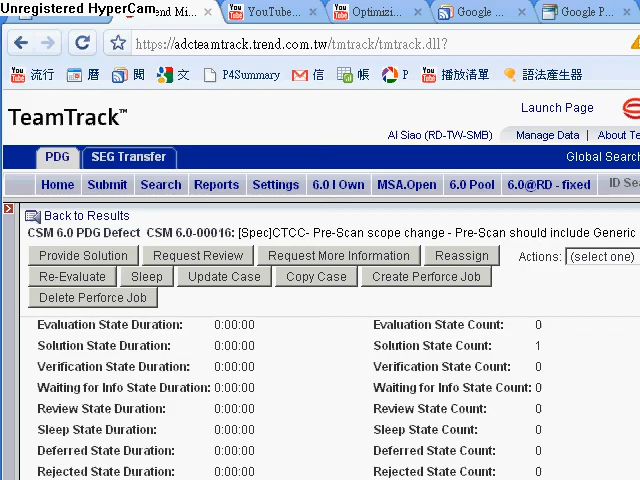 Unregistered HyperCam
end Mi...
YouTube...
Optimizi...
Google ...
Google P...
https://adcteamtrack.trend.com.tw/tmtrack/tmtrack.dll?
流行 曆 閱 文 P4Summary 信 帳 P 播放清單 語法產生器
TeamTrack™
Launch Page
Al Siao (RD-TW-SMB)
Manage Data
About Te
PDG
SEG Transfer
Global Searc
Home Submit Search Reports Settings 6.0 I Own MSA.Open 6.0 Pool 6.0@RD - fixed ID Se
Back to Results
CSM 6.0 PDG Defect CSM 6.0-00016: [Spec]CTCC- Pre-Scan scope change - Pre-Scan should include Generic
Provide Solution Request Review Request More Information Reassign Actions: (select one)
Re-Evaluate Sleep Update Case Copy Case Create Perforce Job
Delete Perforce Job
Evaluation State Duration: 0:00:00 Evaluation State Count: 0
Solution State Duration: 0:00:00 Solution State Count: 1
Verification State Duration: 0:00:00 Verification State Count: 0
Waiting for Info State Duration: 0:00:00 Waiting for Info State Count: 0
Review State Duration: 0:00:00 Review State Count: 0
Sleep State Duration: 0:00:00 Sleep State Count: 0
Deferred State Duration: 0:00:00 Deferred State Count: 0
Rejected State Duration: 0:00:00 Rejected State Count: 0